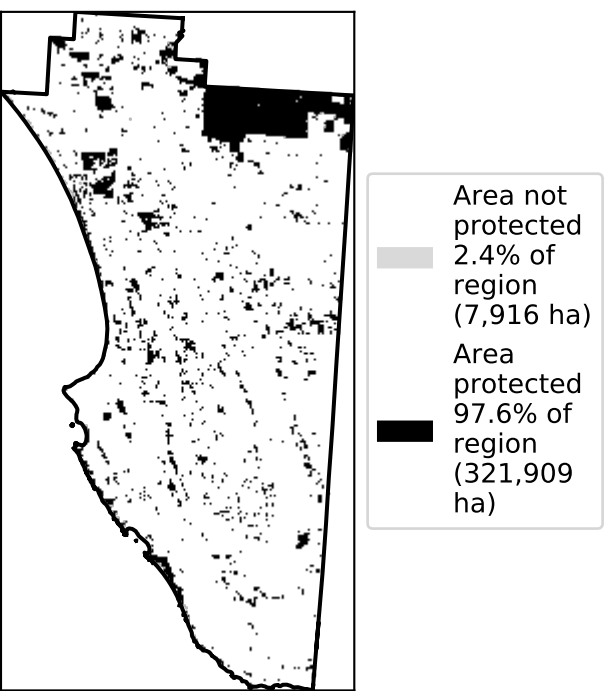 Area not
protected
2.4% of
region
(7,916 ha)
Area
protected
97.6% of
region
(321,909
ha)